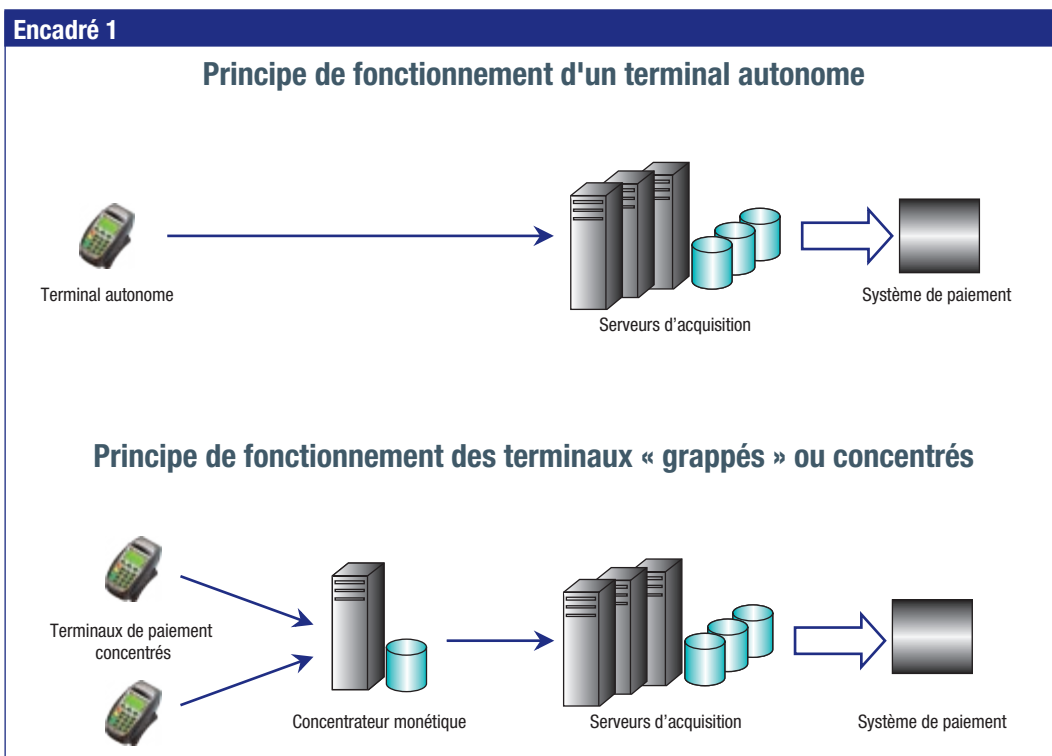 Encadré 1
Principe de fonctionnement d'un terminal autonome
Terminal autonome
Serveurs d’acquisition
Système de paiement
Principe de fonctionnement des terminaux « grappés » ou concentrés
Terminaux de paiement
concentrés
Concentrateur monétique
Serveurs d’acquisition
Système de paiement